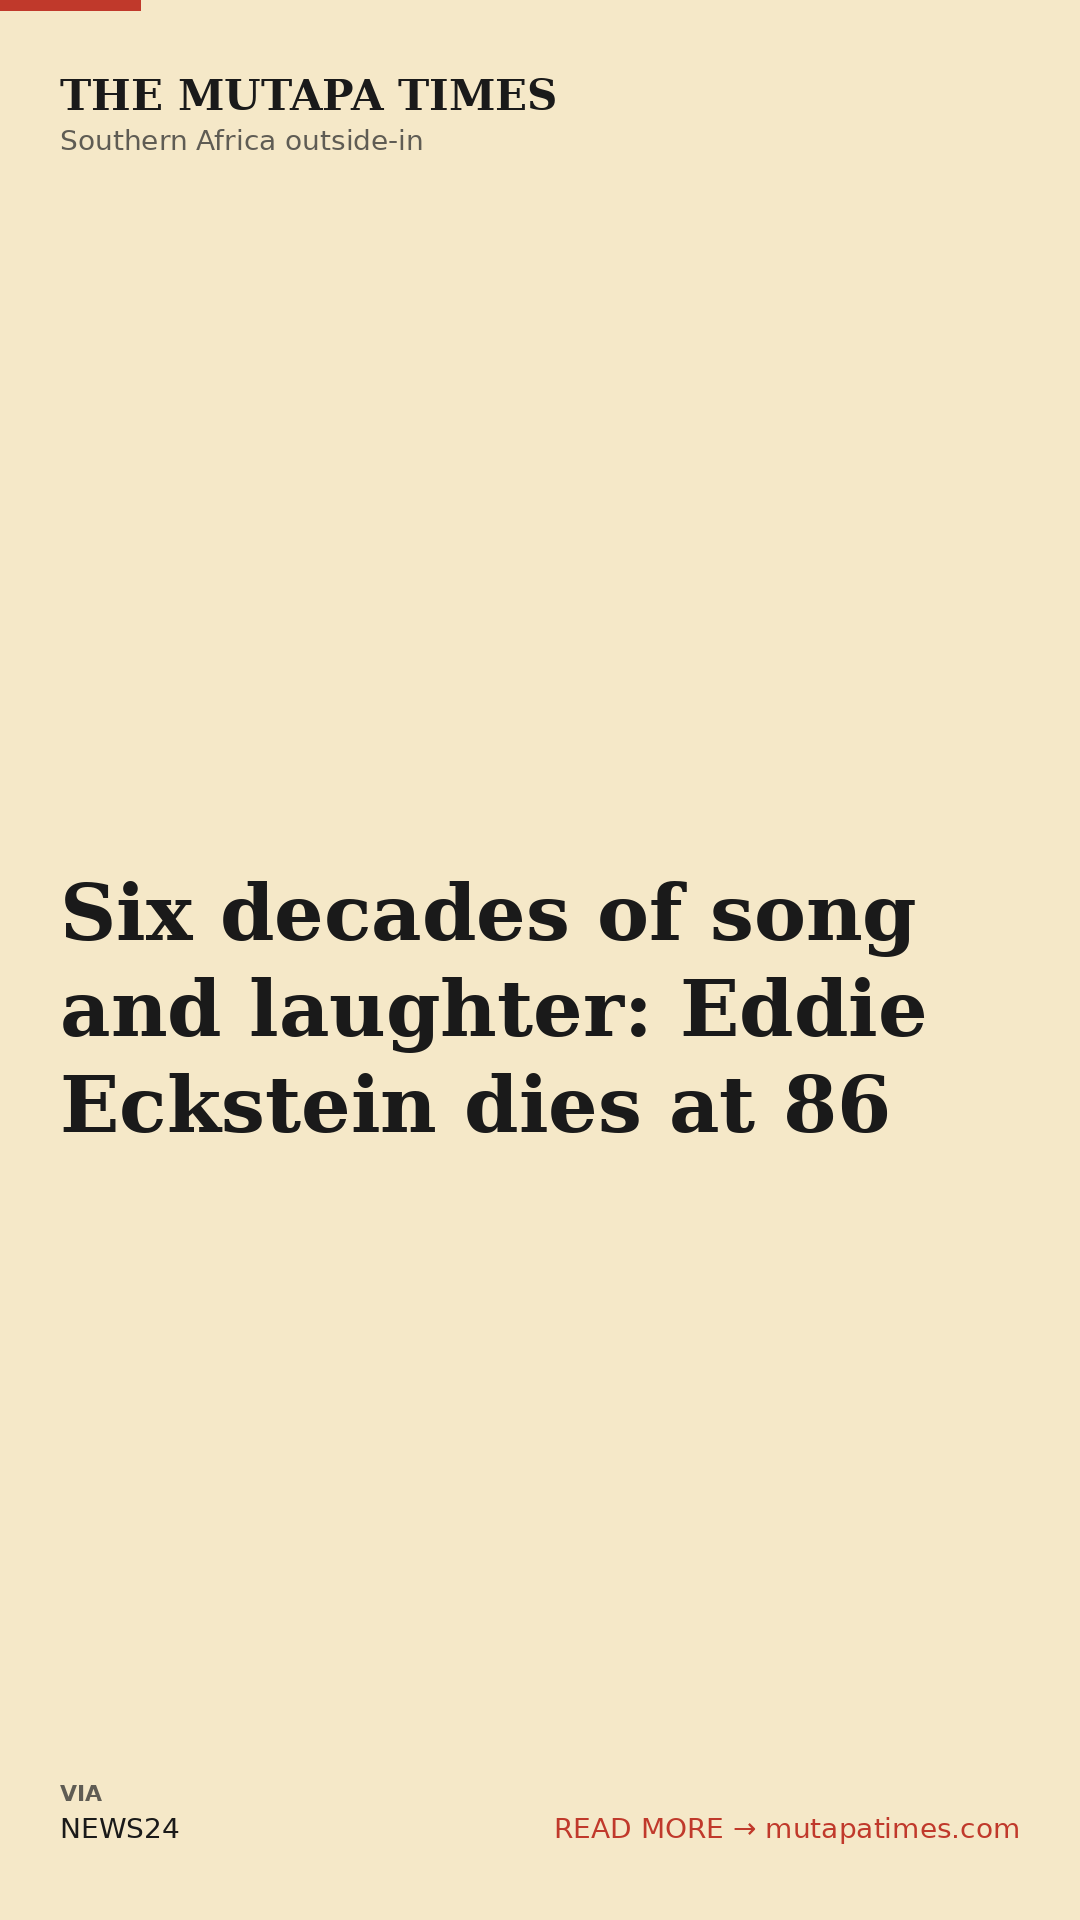 THE MUTAPA TIMES
Southern Africa outside-in
Six decades of song
and laughter: Eddie
Eckstein dies at 86
VIA
NEWS24
READ MORE → mutapatimes.com